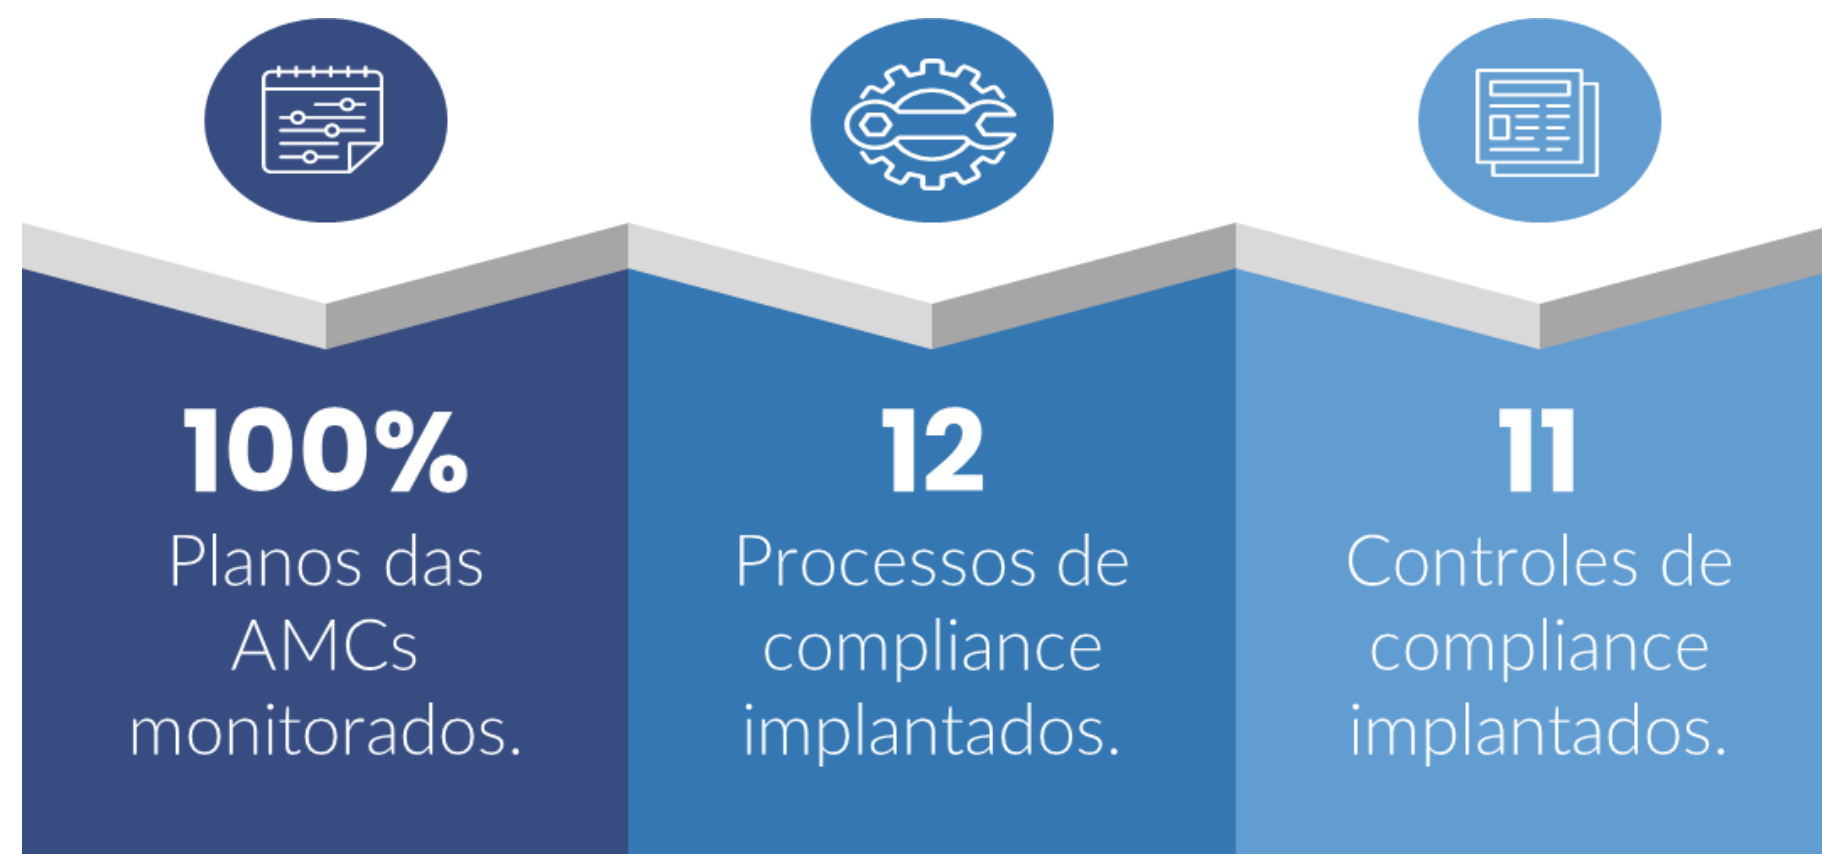 100%
Planos das
AMCs
monitorados.
12
Processos de
compliance
implantados.
11
Controles de
compliance
implantados.